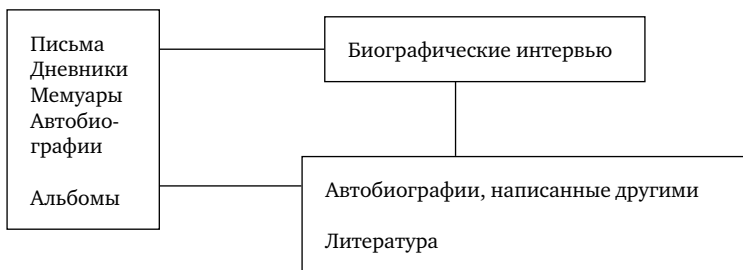 Письма
Дневники
Мемуары
Автобио-
графии
Альбомы
Биографические интервью
Автобиографии, написанные другими
Литература